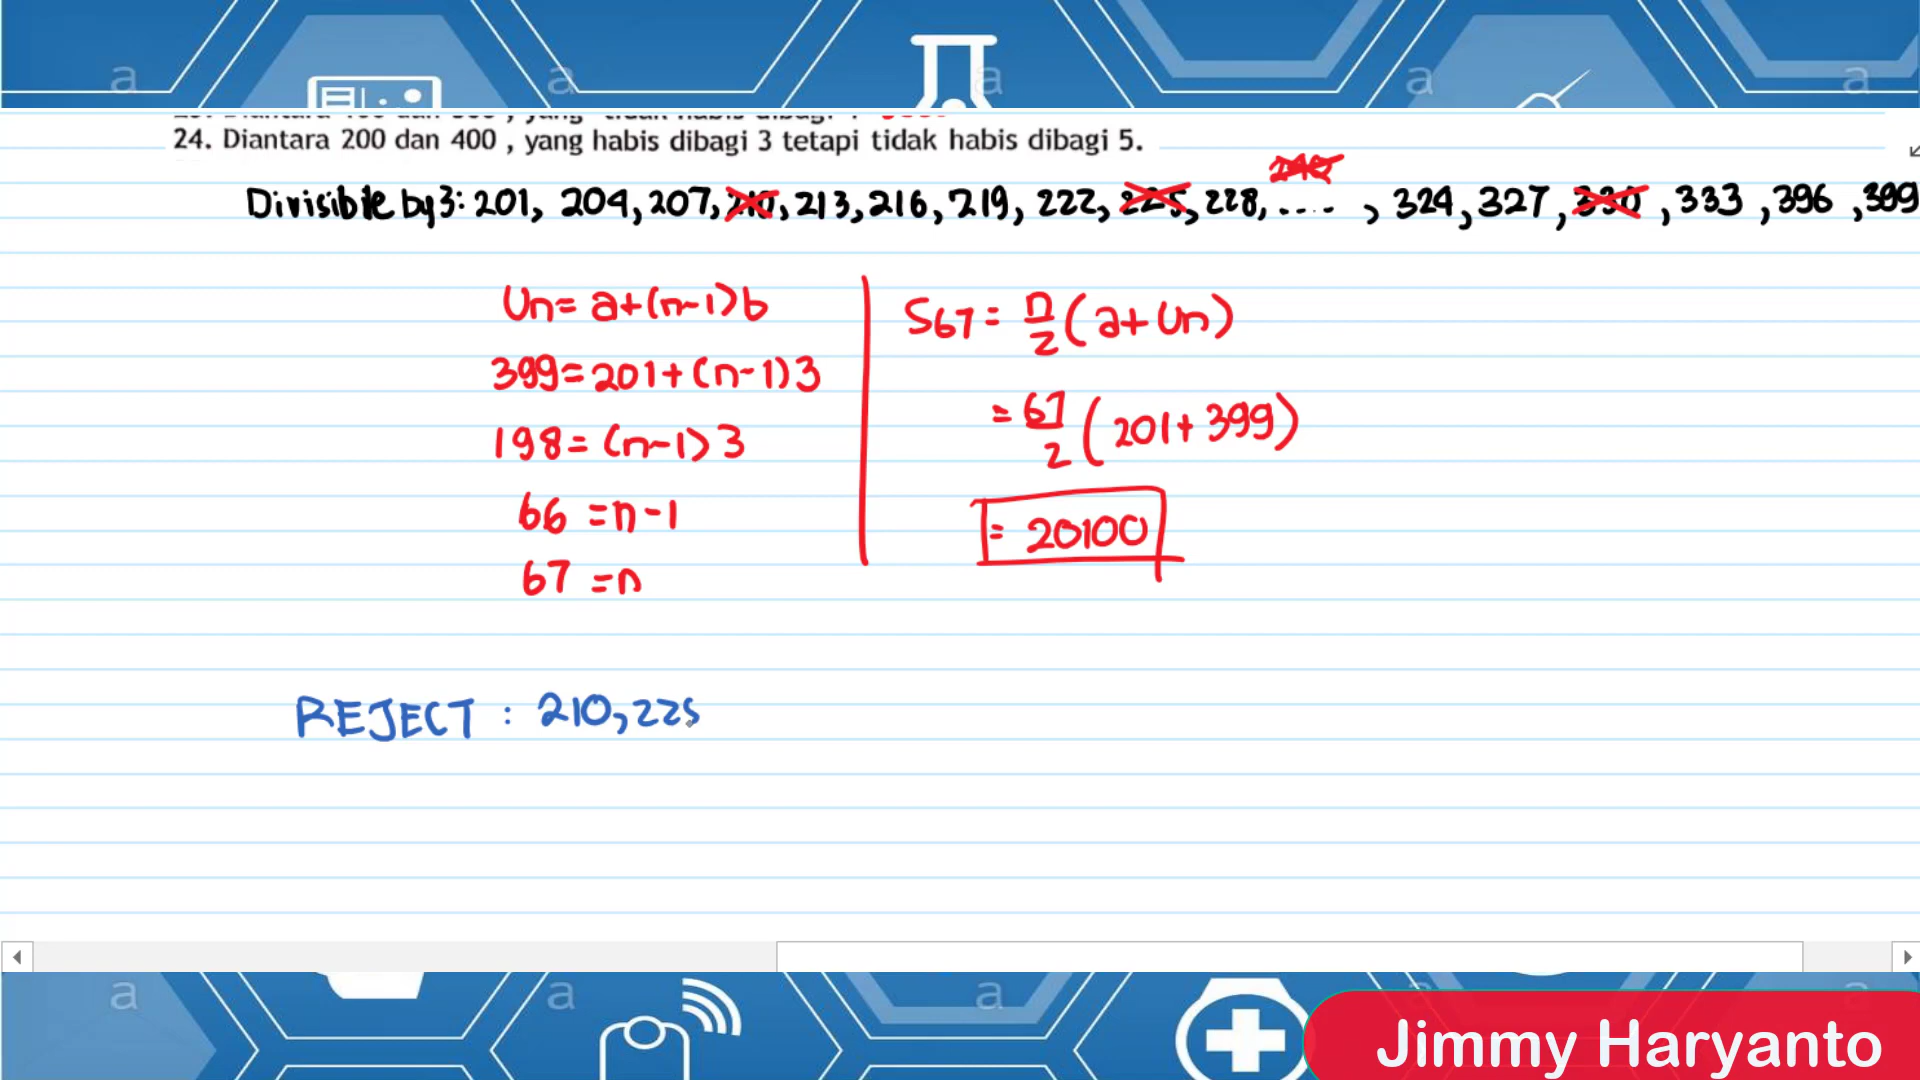 24. Diantara 200 dan 400 , yang habis dibagi 3 tetapi tidak habis dibagi 5.
240
Divisible by 3: 201, 204, 207, 210, 213, 216, 219, 222, 225, 228, .... , 324, 327, 330 , 333 , 396 , 399
Un= a+(n-1)b
399=201+(n-1)3
198=(n-1)3
66 =n-1
67 =n
S67= n/2 (a+Un)
= 67/2 (201+399)
= 20100
REJECT : 210, 225
Jimmy Haryanto